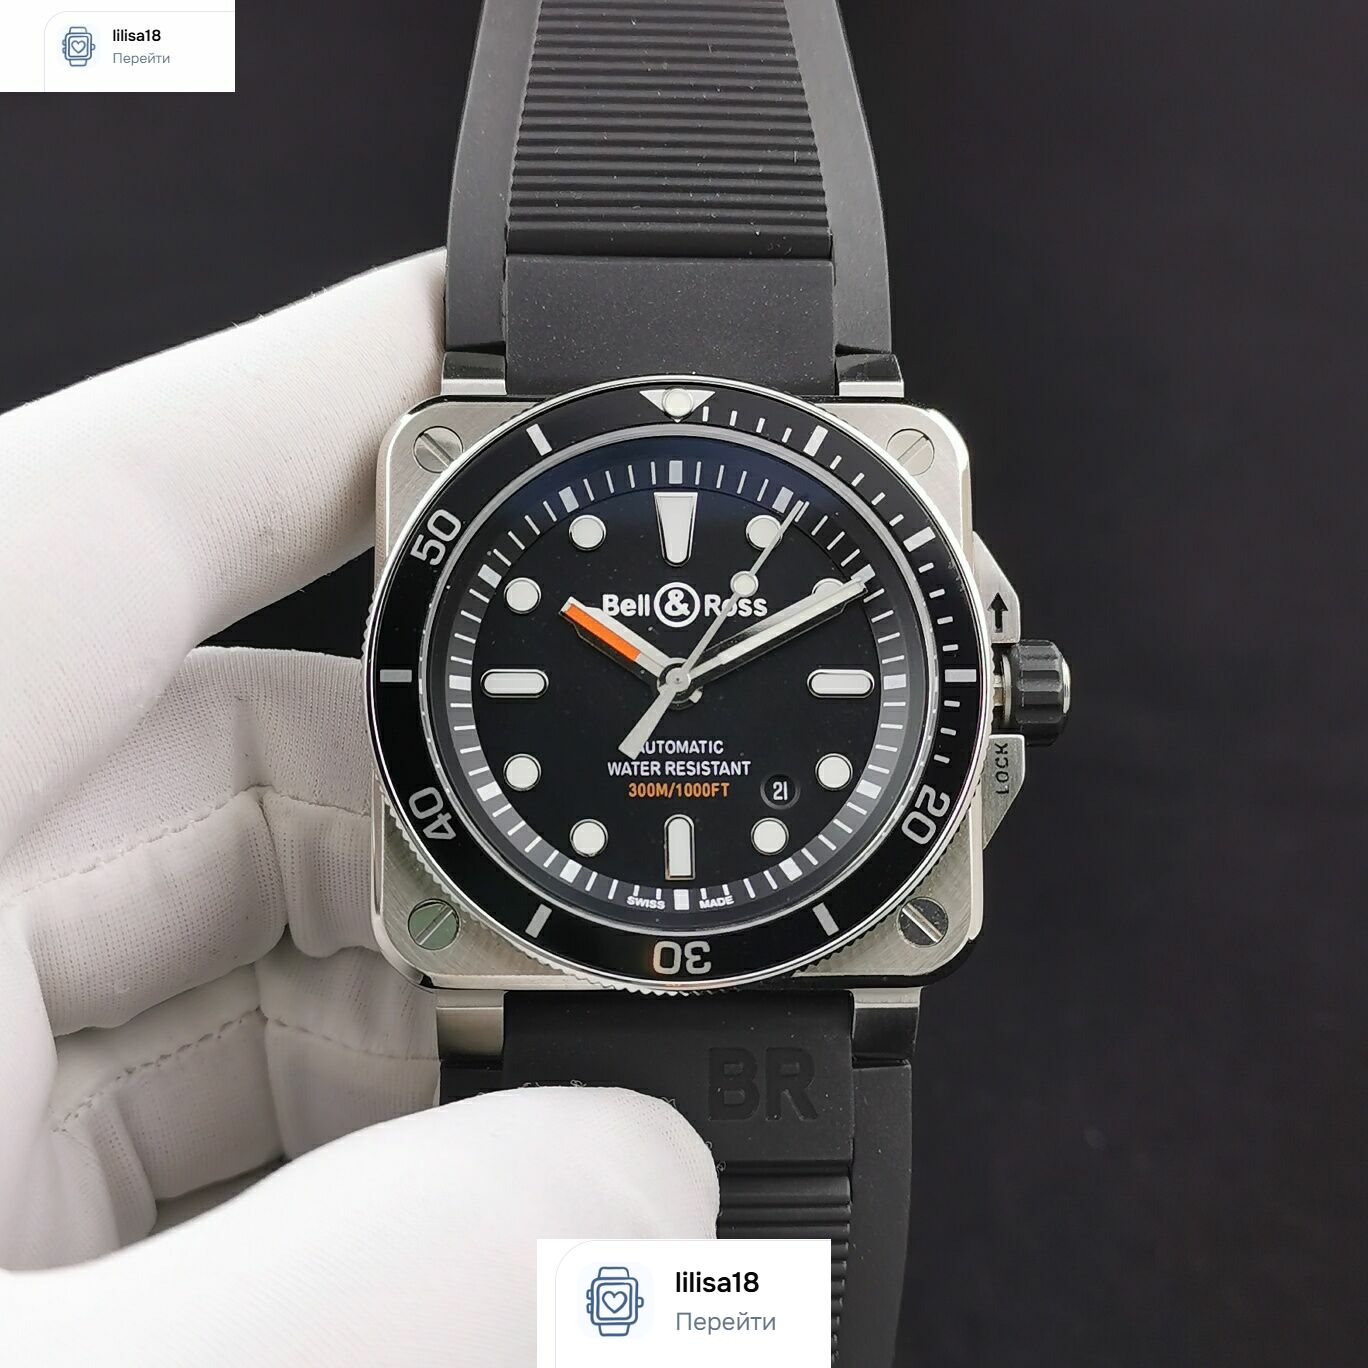 lilisa18
Перейти
50
Bell & Ross
AUTOMATIC
WATER RESISTANT
300M/1000FT
21
LOCK
40
20
SWISS MADE
30
BR
lilisa18
Перейти